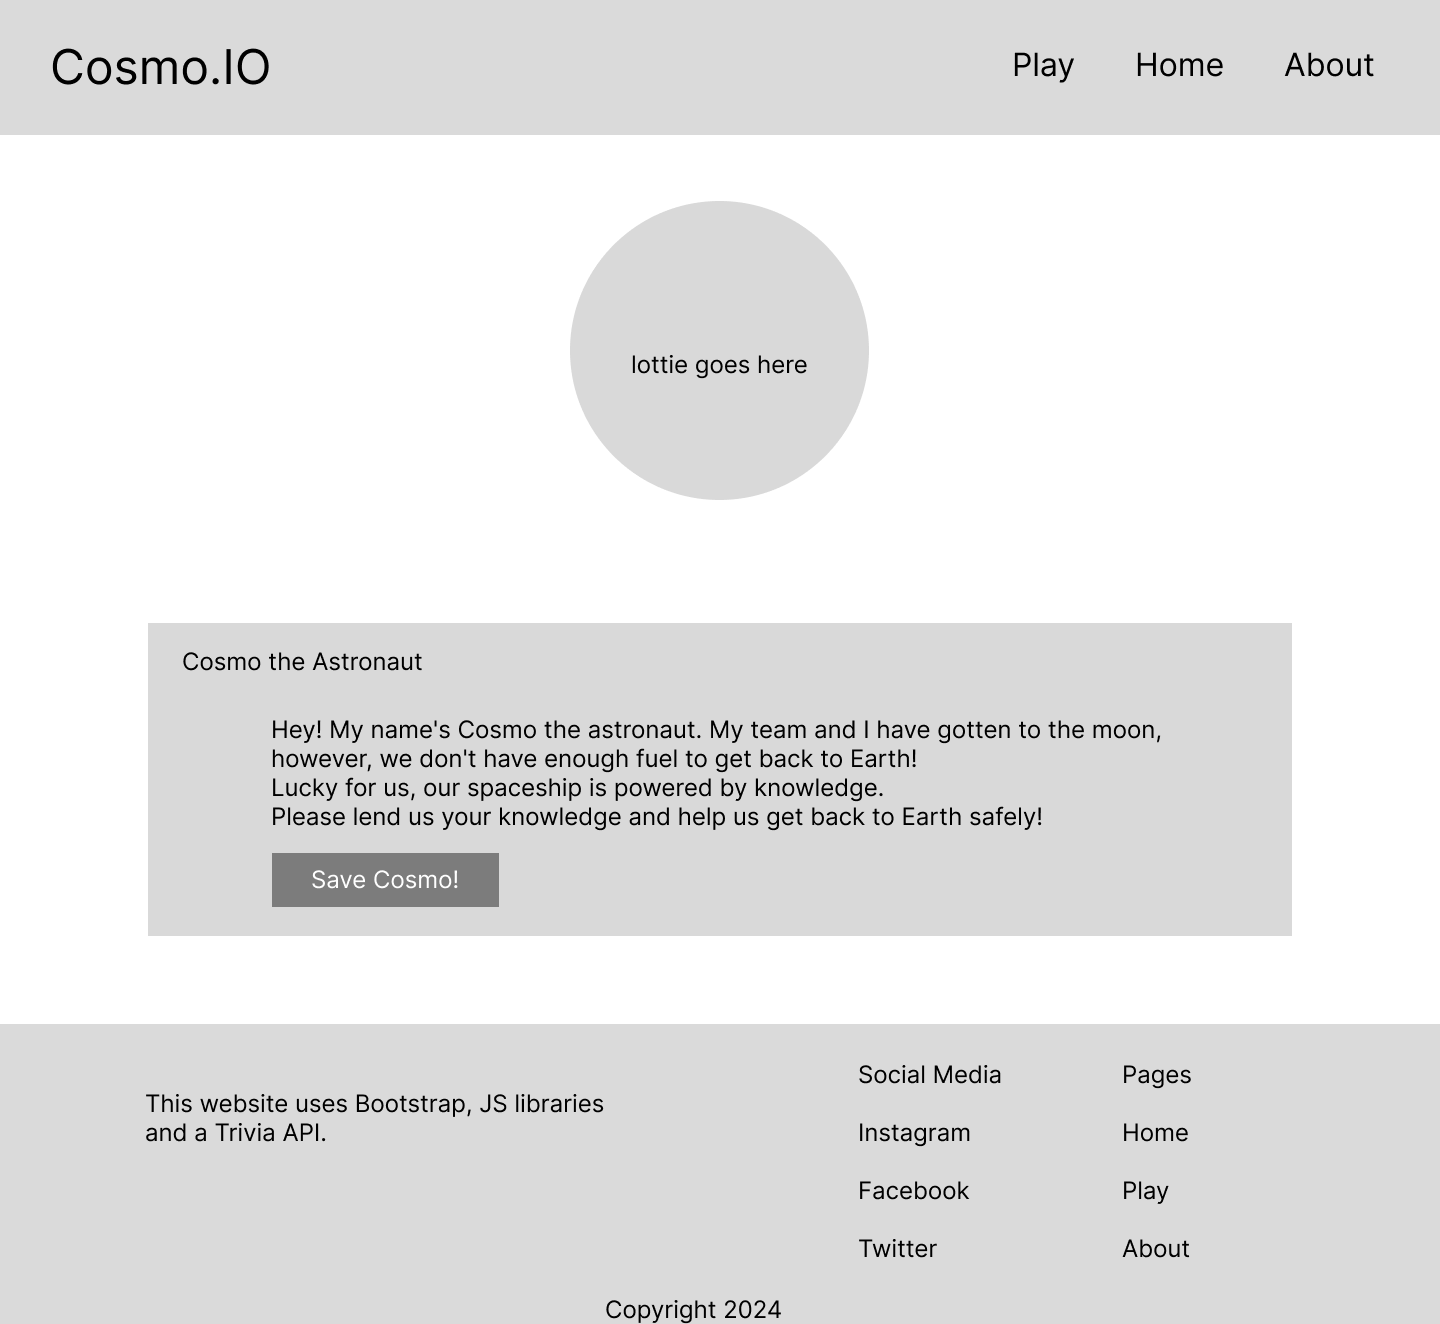 Cosmo.IO
Play
Home
About
lottie goes here
Cosmo the Astronaut
Hey! My name's Cosmo the astronaut. My team and I have gotten to the moon,
however, we don't have enough fuel to get back to Earth!
Lucky for us, our spaceship is powered by knowledge.
Please lend us your knowledge and help us get back to Earth safely!
Save Cosmo!
This website uses Bootstrap, JS libraries
and a Trivia API.
Social Media
Instagram
Facebook
Twitter
Pages
Home
Play
About
Copyright 2024